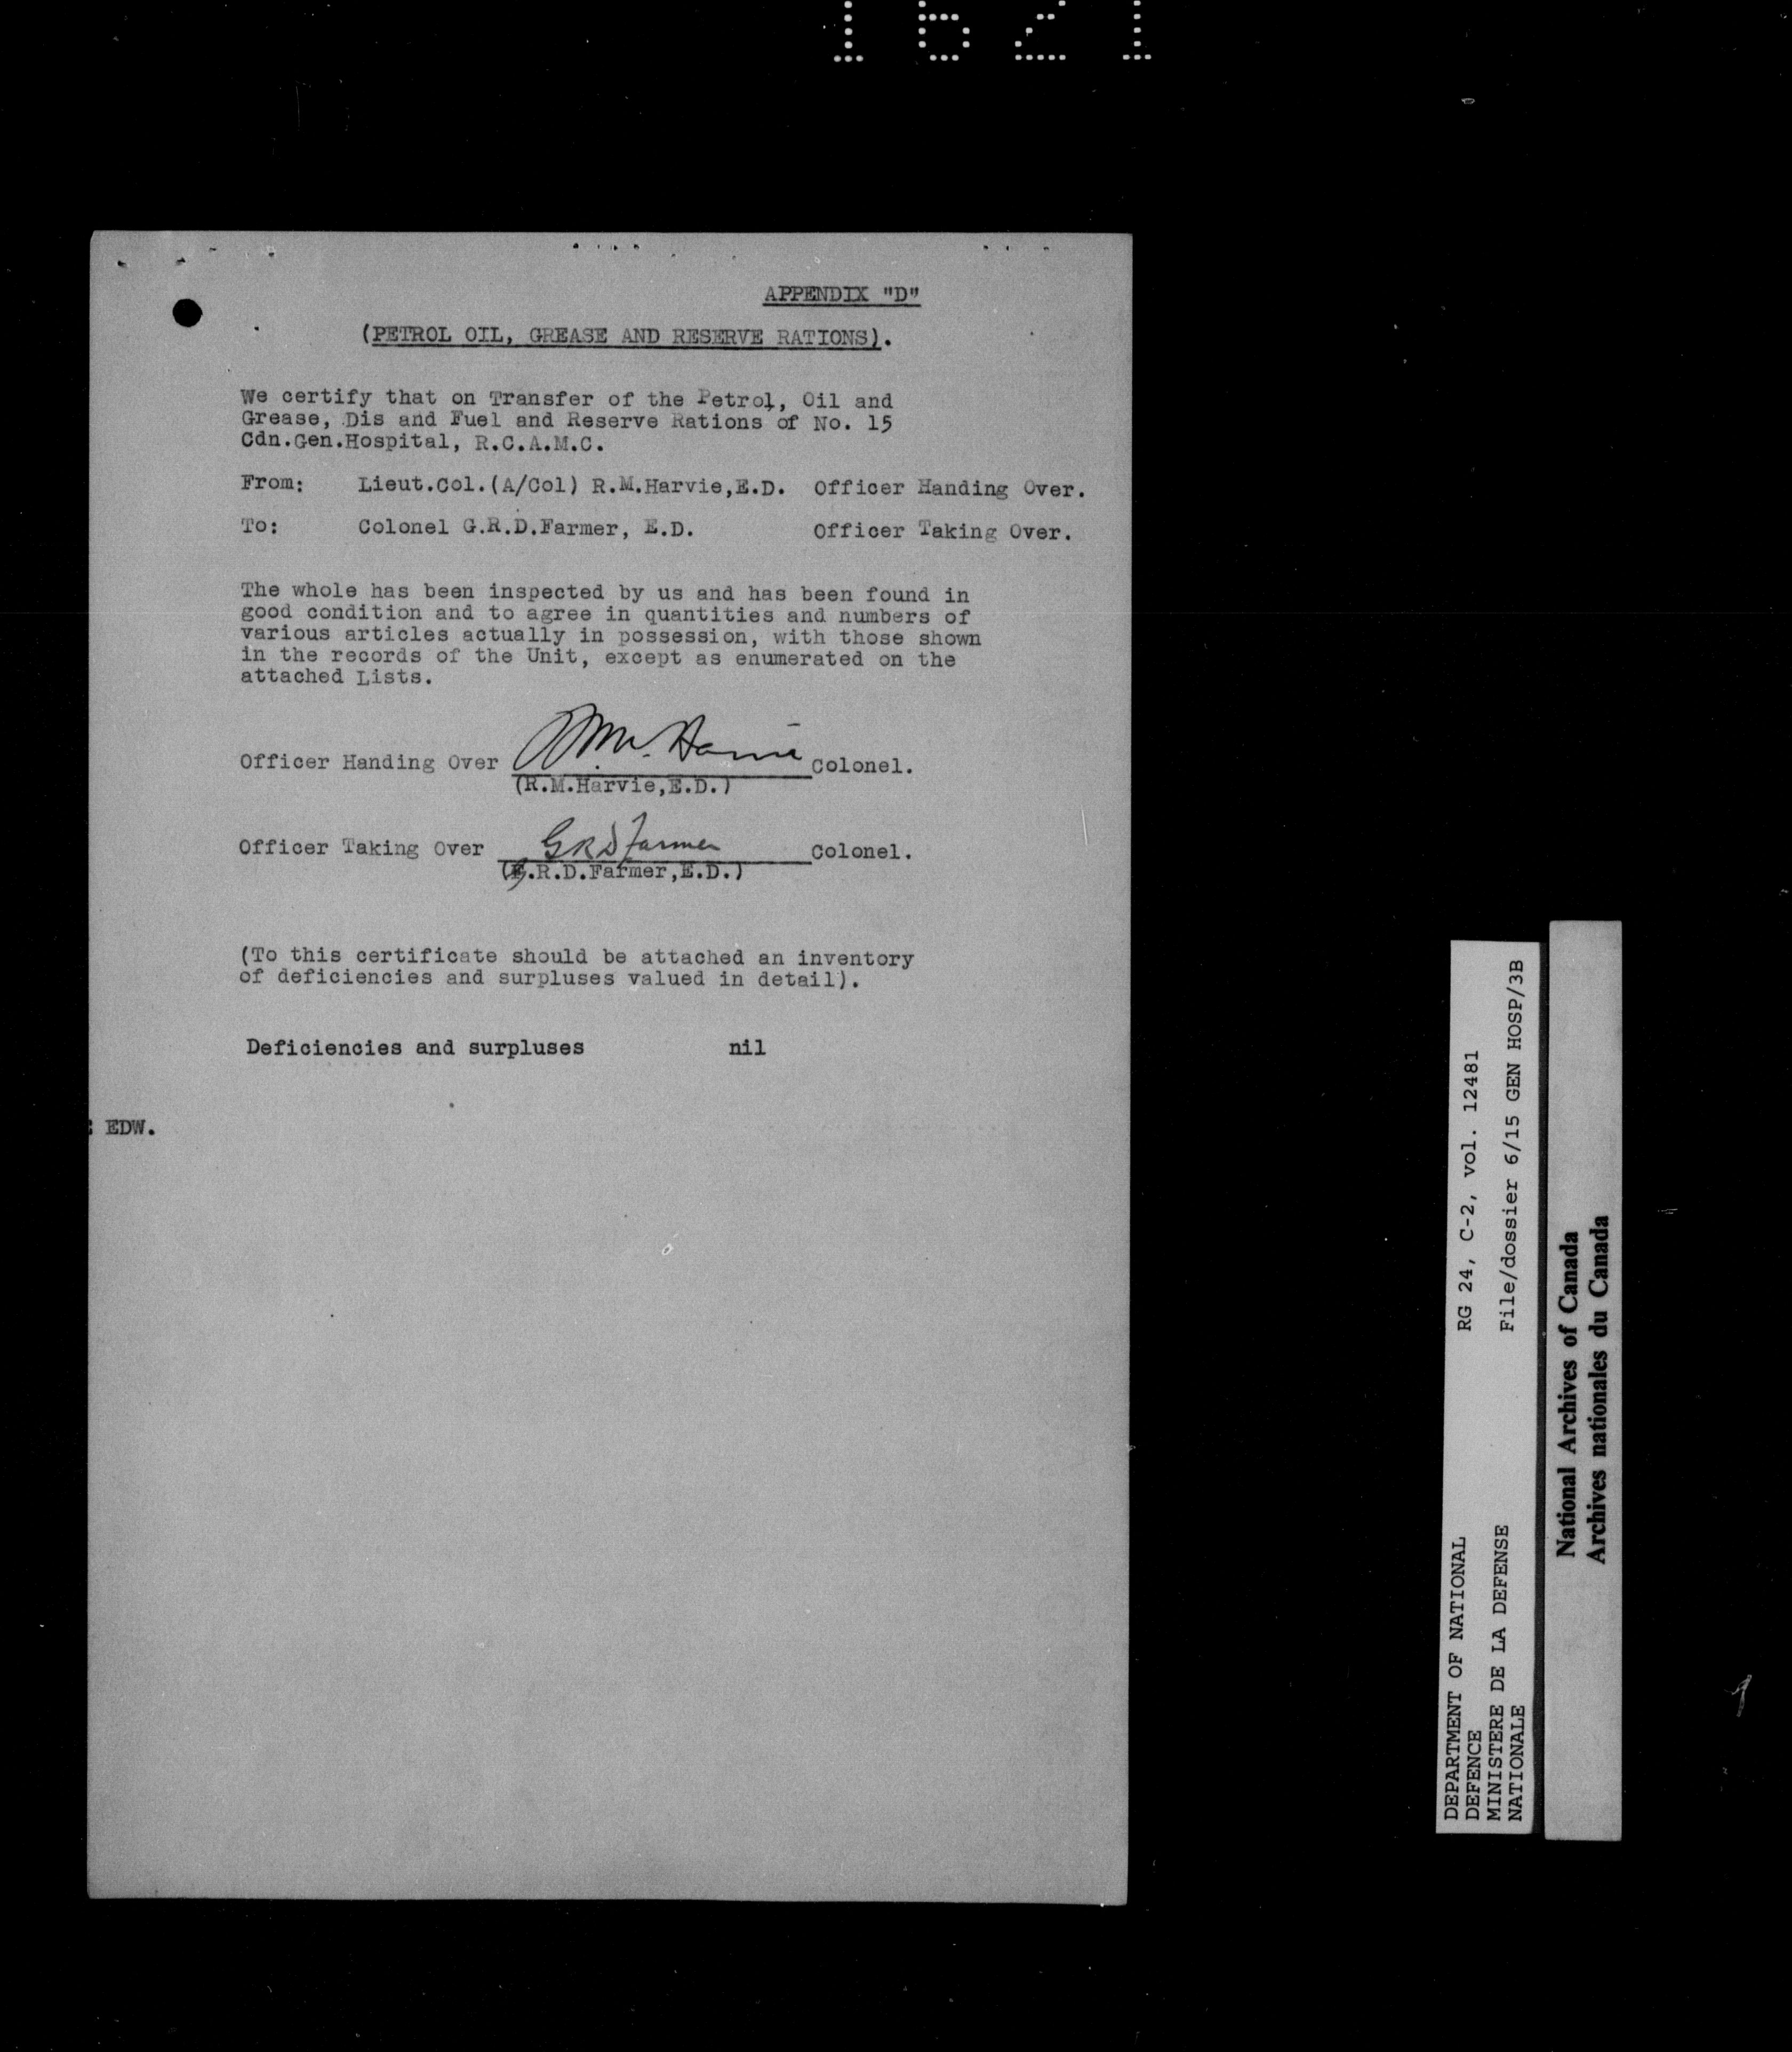 1621
APPENDIX "D"
(PETROL OIL, GREASE AND RESERVE RATIONS).
We certify that on Transfer of the Petrol, Oil and
Grease, Dis and Fuel and Reserve Rations of No. 15
Cdn.Gen.Hospital, R.C.A.M.C.
From: Lieut.Col.(A/Col) R.M.Harvie,E.D. Officer Handing Over.
To: Colonel G.R.D.Farmer, E.D. Officer Taking Over.
The whole has been inspected by us and has been found in
good condition and to agree in quantities and numbers of
various articles actually in possession, with those shown
in the records of the Unit, except as enumerated on the
attached Lists.
Officer Handing Over RM. Harvie Colonel.
(R.M.Harvie,E.D.)
Officer Taking Over GRD Farmer Colonel.
(G.R.D.Farmer,E.D.)
(To this certificate should be attached an inventory
of deficiencies and surpluses valued in detail).
Deficiencies and surpluses nil
: EDW.
DEPARTMENT OF NATIONAL
DEFENCE
MINISTERE DE LA DEFENSE
NATIONALE
RG 24, C-2, vol. 12481
File/dossier 6/15 GEN HOSP/3B
National Archives of Canada
Archives nationales du Canada